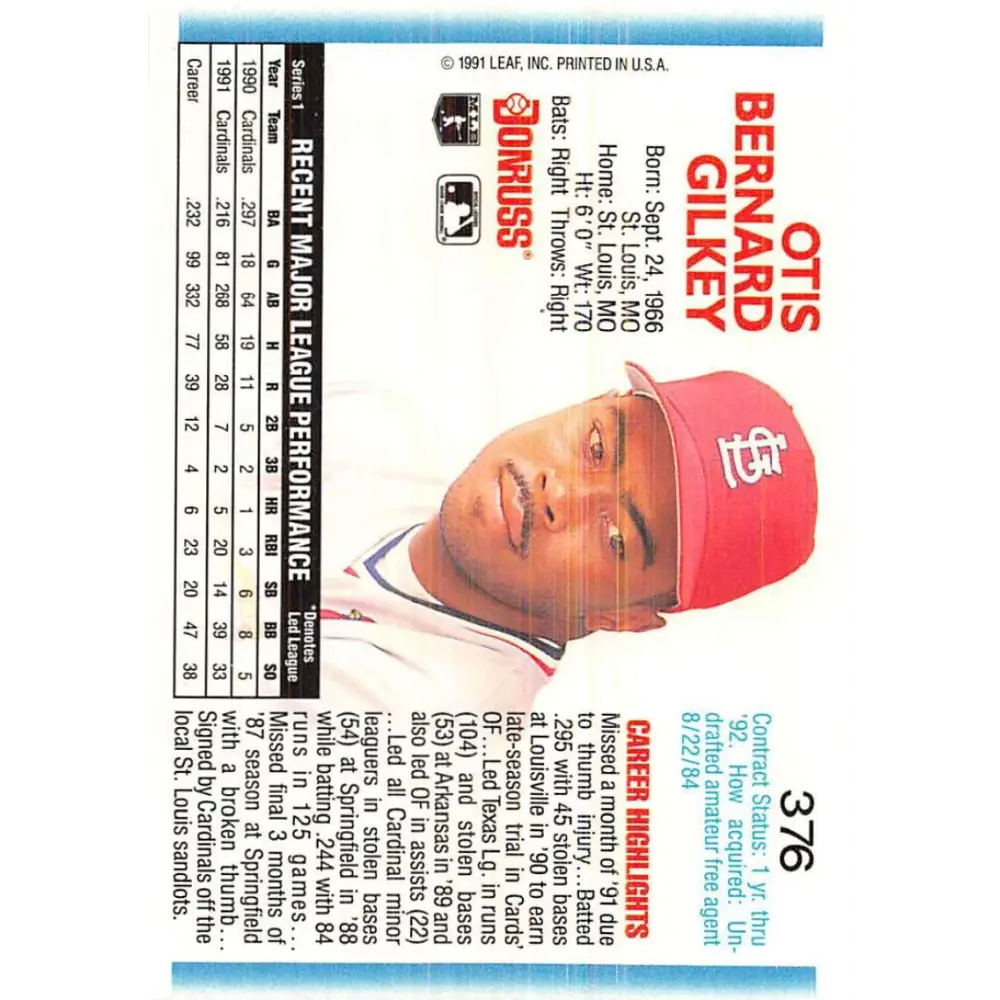 376
OTIS
BERNARD
GILKEY
Born: Sept. 24, 1966
St. Louis, MO
Home: St. Louis, MO
Ht: 6'0" Wt: 170
Bats: Right Throws: Right
DONRUSS®
MLB
© 1991 LEAF, INC. PRINTED IN U.S.A.
Contract Status: 1 yr. thru
'92. How acquired: Un-
drafted amateur free agent
8/22/84
CAREER HIGHLIGHTS
Missed a month of '91 due
to thumb injury...Batted
.295 with 45 stolen bases
at Louisville in '90 to earn
late-season trial in Cards'
OF...Led Texas Lg. in runs
(104) and stolen bases
(53) at Arkansas in '89 and
also led OF in assists (22)
...Led all Cardinal minor
leaguers in stolen bases
(54) at Springfield in '88
while batting .244 with 84
runs in 125 games...
Missed final 3 months of
'87 season at Springfield
with a broken thumb...
Signed by Cardinals off the
local St. Louis sandlots.
Series 1 RECENT MAJOR LEAGUE PERFORMANCE *Denotes
Led League
Year Team BA G AB H R 2B 3B HR RBI SB BB SO
1990 Cardinals .297 18 64 19 11 5 2 1 3 6 8 5
1991 Cardinals .216 81 268 58 28 7 2 5 20 14 39 33
Career .232 99 332 77 39 12 4 6 23 20 47 38